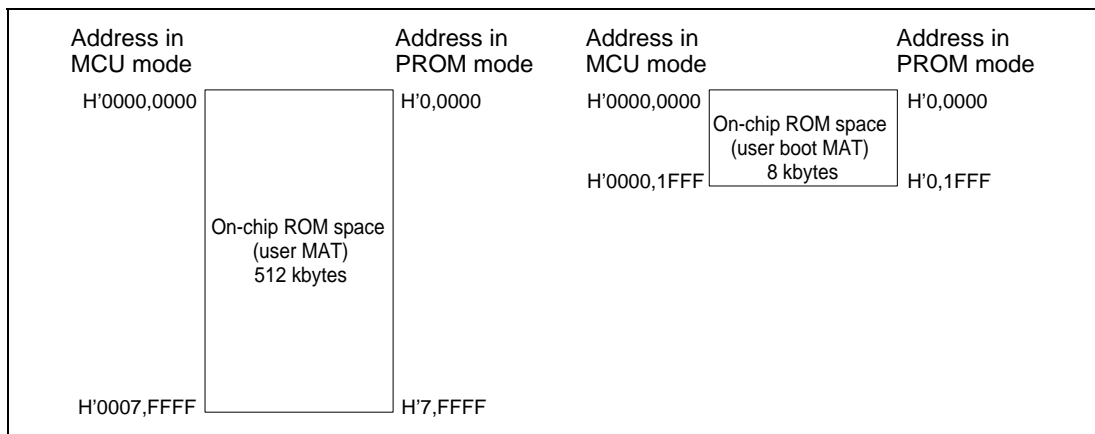 Address in
MCU mode
Address in
PROM mode
H'0000,0000
H'0,0000
On-chip ROM space
(user MAT)
512 kbytes
H'0007,FFFF
H'7,FFFF
Address in
MCU mode
Address in
PROM mode
H'0000,0000
H'0,0000
On-chip ROM space
(user boot MAT)
8 kbytes
H'0000,1FFF
H'0,1FFF